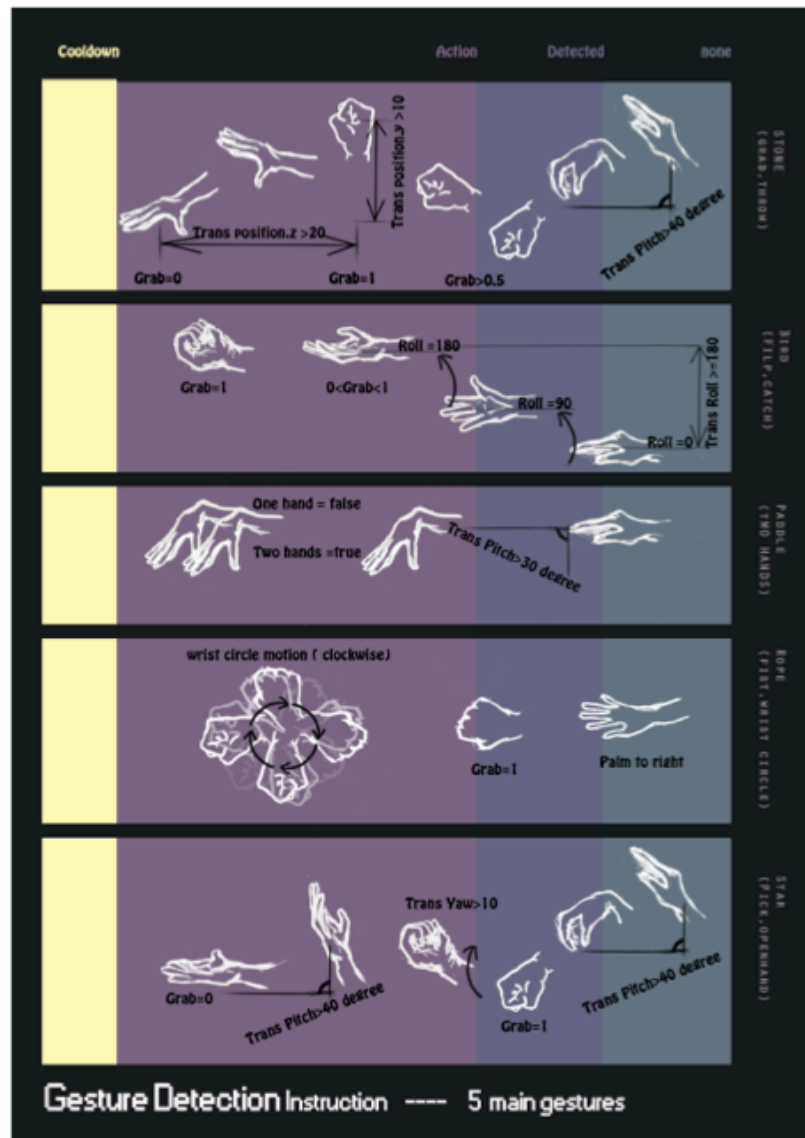 Cooldown Action Detected none
Trans position.y >10
Trans position.z >20
Grab=0
Grab=1
Grab>0.5
Trans Pitch>40 degree
STONE
(GRAB,THROW)
Roll =180
Grab=1
0<Grab<1
Roll =90
Roll =0
Trans Roll >=180
BIRD
(FILP,CATCH)
One hand = false
Two hands =true
Trans Pitch>30 degree
PADDLE
(TWO HANDS)
wrist circle motion ( clockwise)
Grab=1
Palm to right
ROPE
(FIST,WRIST CIRCLE)
Trans Yaw>10
Grab=0
Trans Pitch>40 degree
Grab=1
Trans Pitch>40 degree
STAR
(PICK,OPENHAND)
Gesture Detection Instruction ---- 5 main gestures